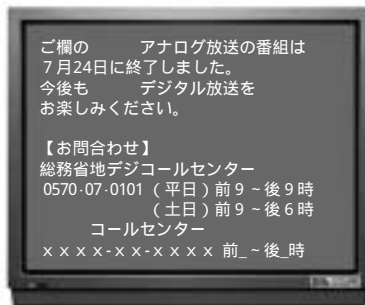 ご欄の　　　アナログ放送の番組は
７月24日に終了しました。
今後も　　　デジタル放送を
お楽しみください。
【お問合わせ】
総務省地デジコールセンター
0570·07·0101（平日）前９～後９時
（土日）前９～後６時
コールセンター
ｘｘｘｘ-ｘｘ-ｘｘｘｘ 前_～後_時